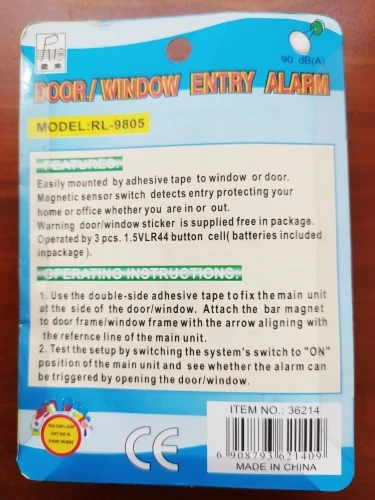 90 dB(A)
DOOR/WINDOW ENTRY ALARM
MODEL:RL-9805
FEATURED:
Easily mounted by adhesive tape to window or door.
Magnetic sensor switch detects entry protecting your
home or office whether you are in or out.
Warning door/window sticker is supplied free in package.
Operated by 3 pcs. 1.5VLR44 button cell( batteries included
inpackage ).
OPERATING INSTRUCTIONS:
1. Use the double-side adhesive tape to fix the main unit
at the side of the door/window. Attach the bar magnet
to door frame/window frame with the arrow aligning with
the refernce line of the main unit.
2. Test the setup by switching the system's switch to "ON"
position of the main unit and see whether the alarm can
be triggered by opening the door/window.
YOU CAN LOOK
EVERY WHERE
CE
ITEM NO.: 36214
6 908793 621409
MADE IN CHINA